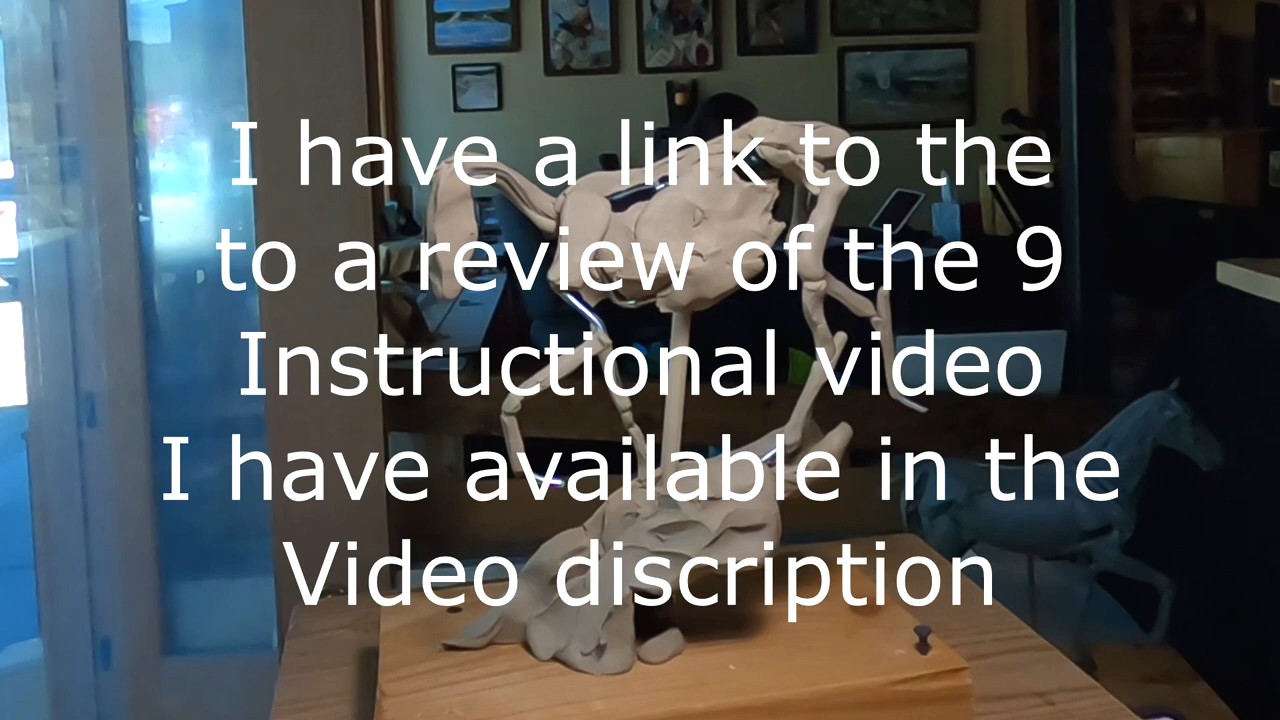 I have a link to the
to a review of the 9
Instructional video
I have available in the
Video discription